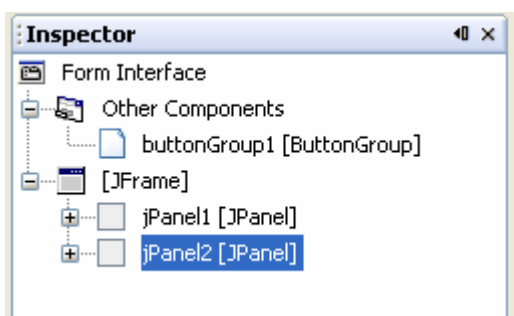 Inspector
Form Interface
Other Components
buttonGroup1 [ButtonGroup]
[JFrame]
jPanel1 [JPanel]
jPanel2 [JPanel]